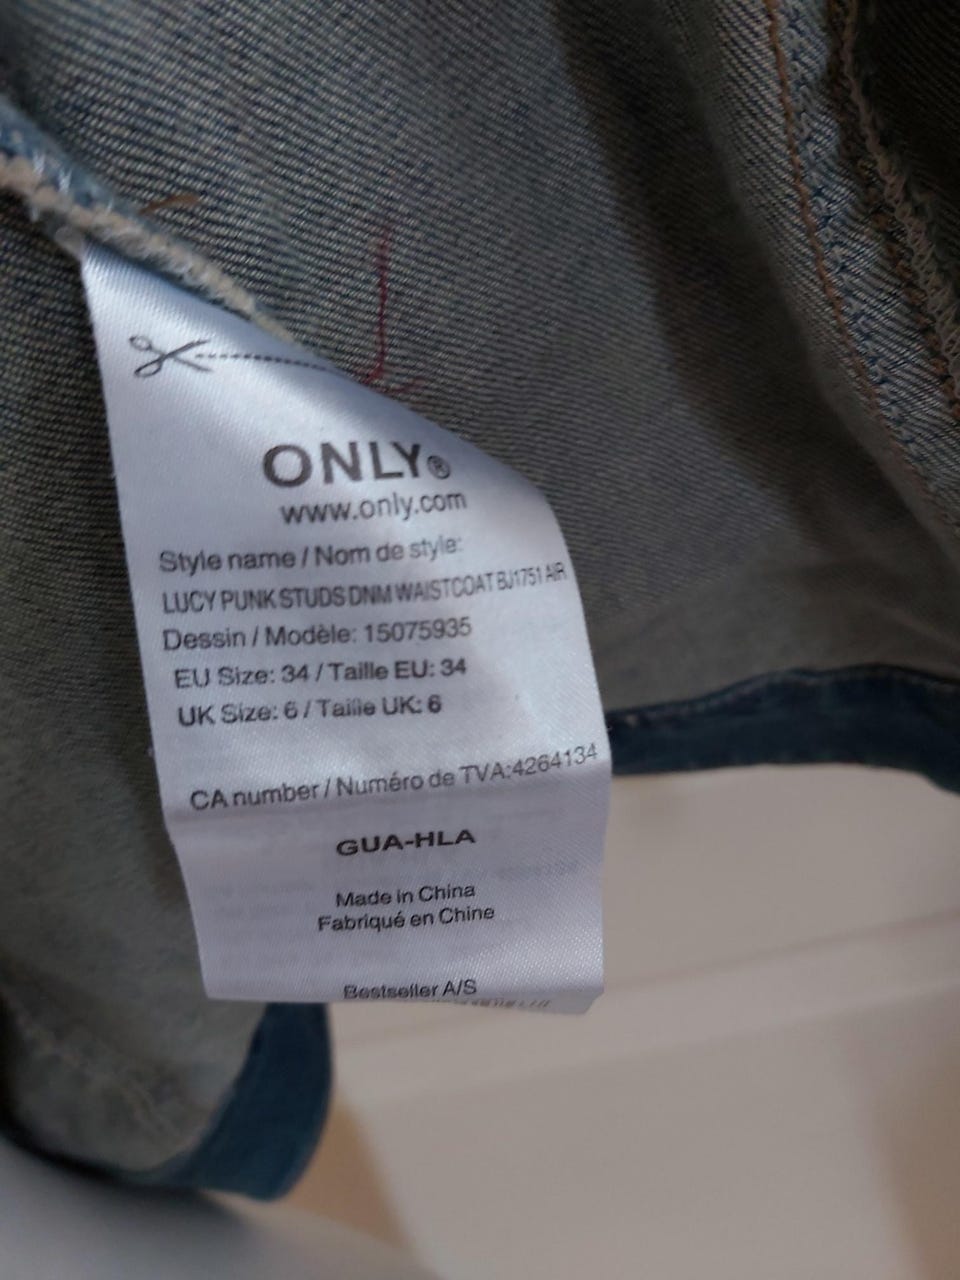 ONLY®
www.only.com
Style name / Nom de style:
LUCY PUNK STUDS DNM WAISTCOAT BJ1751 AIR
Dessin / Modèle: 15075935
EU Size: 34 / Taille EU: 34
UK Size: 6 / Taille UK: 6
CA number / Numéro de TVA:4264134
GUA-HLA
Made in China
Fabriqué en Chine
Bestseller A/S